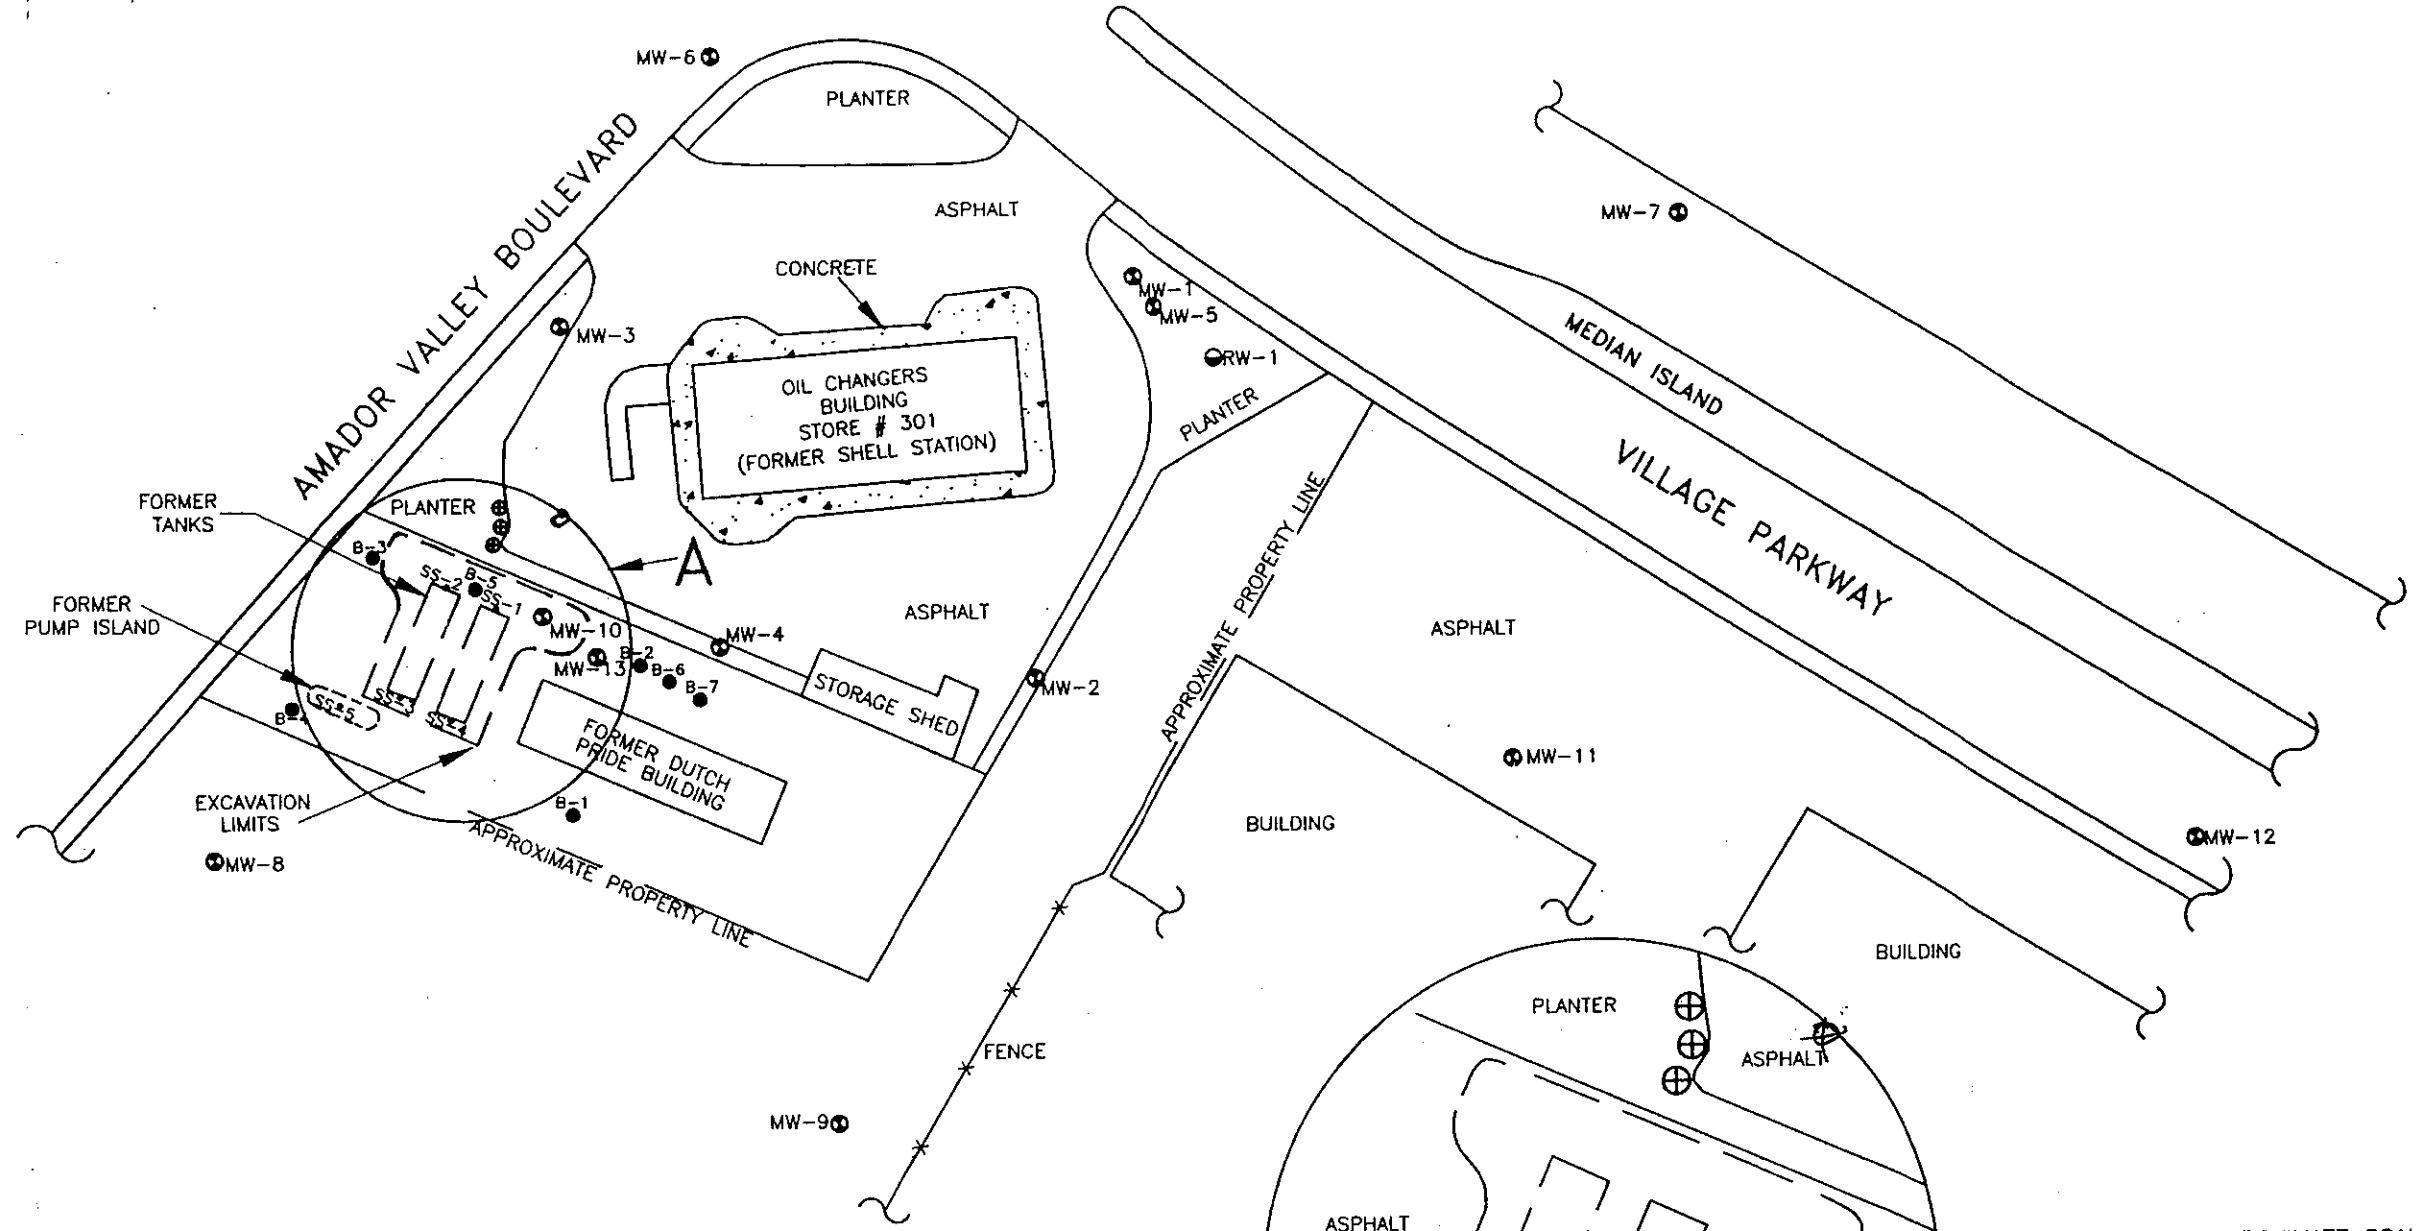 MW-6
PLANTER
AMADOR VALLEY BOULEVARD
ASPHALT
MW-7
CONCRETE
MW-1
MW-5
MW-3
RW-1
MEDIAN ISLAND
OIL CHANGERS
BUILDING
STORE # 301
(FORMER SHELL STATION)
PLANTER
VILLAGE PARKWAY
FORMER
TANKS
PLANTER
APPROXIMATE PROPERTY LINE
B-3
A
SS-2
B-5
SS-1
FORMER
PUMP ISLAND
MW-10
ASPHALT
ASPHALT
MW-4
B-2
MW-13
B-6
B-7
MW-2
STORAGE SHED
SS-5
SS-3
SS-4
B-4
FORMER DUTCH
PRIDE BUILDING
MW-11
EXCAVATION
LIMITS
B-1
BUILDING
MW-12
APPROXIMATE PROPERTY LINE
MW-8
BUILDING
PLANTER
FENCE
ASPHALT
MW-9
ASPHALT